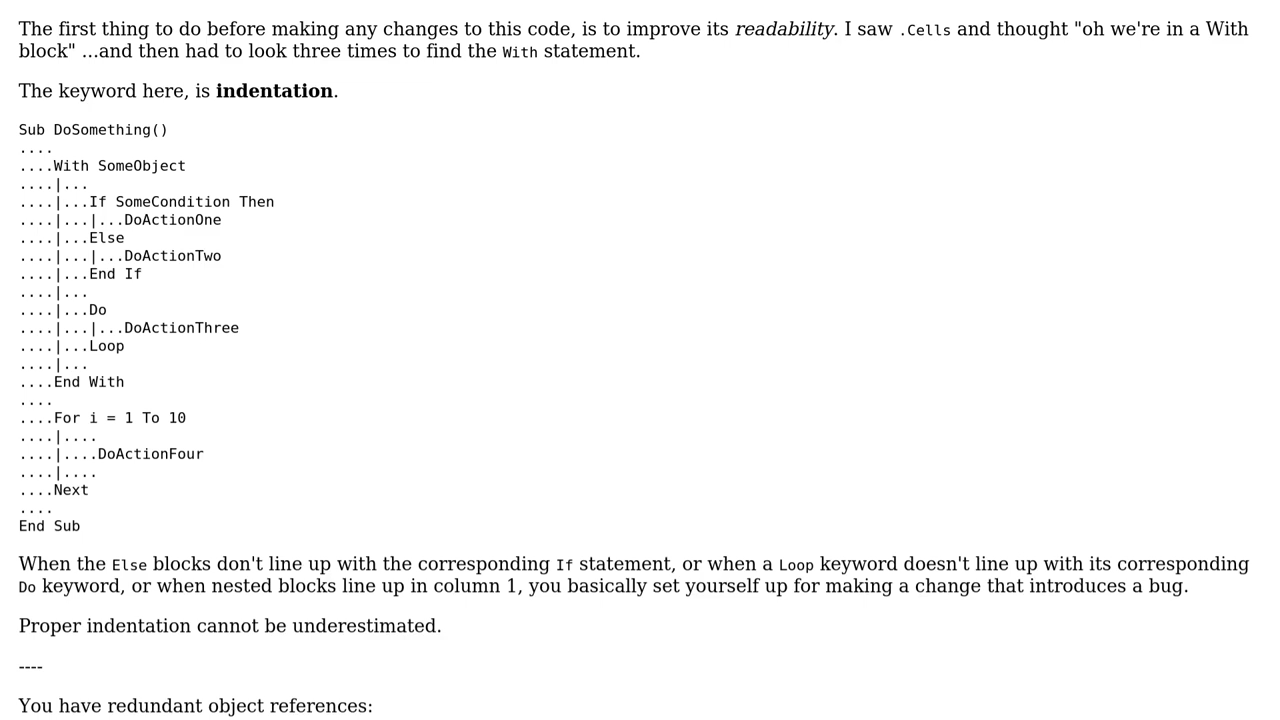 The first thing to do before making any changes to this code, is to improve its readability. I saw .Cells and thought "oh we're in a With
block" ...and then had to look three times to find the With statement.
The keyword here, is indentation.
Sub DoSomething()
....
....With SomeObject
....|...
....|...If SomeCondition Then
....|...|...DoActionOne
....|...Else
....|...|...DoActionTwo
....|...End If
....|...
....|...Do
....|...|...DoActionThree
....|...Loop
....|...
....End With
....
....For i = 1 To 10
....|....
....|....DoActionFour
....|....
....Next
....
End Sub
When the Else blocks don't line up with the corresponding If statement, or when a Loop keyword doesn't line up with its corresponding
Do keyword, or when nested blocks line up in column 1, you basically set yourself up for making a change that introduces a bug.
Proper indentation cannot be underestimated.
----
You have redundant object references: